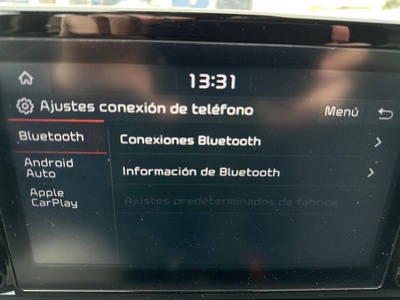 13:31
Ajustes conexión de teléfono Menú
Bluetooth
Conexiones Bluetooth
Android
Auto
Información de Bluetooth
Apple
CarPlay
Ajustes predeterminados de fabrica